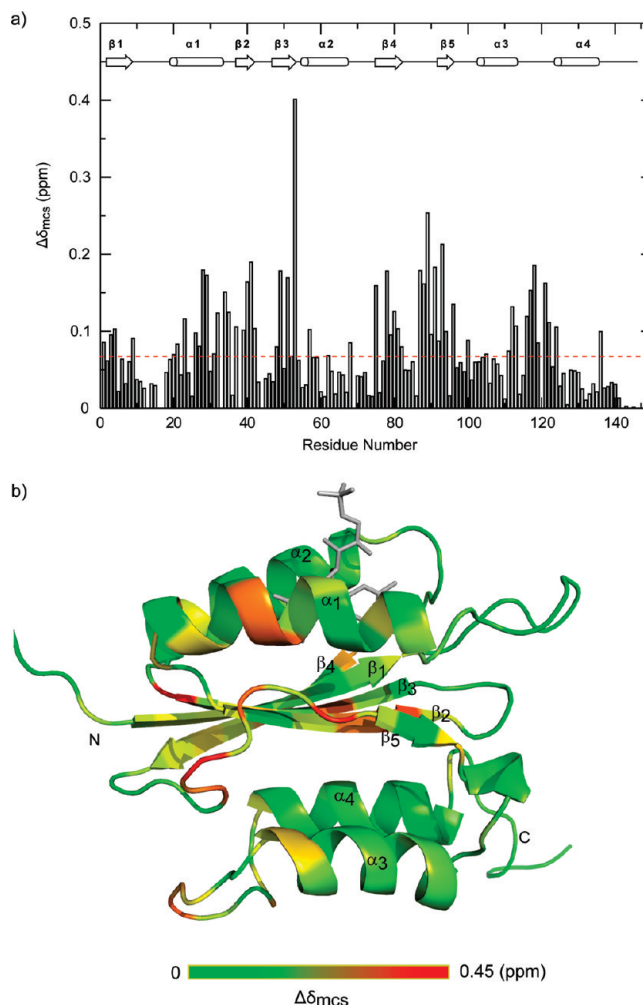 a)
β1 α1 β2 β3 α2 β4 β5 α3 α4
0.5
0.4
0.3
0.2
0.1
0
Δδmcs (ppm)
0 20 40 60 80 100 120 140
Residue Number
b)
α2
α1
β4
β1
β3
β2
N
β5
α4
C
α3
0 0.45 (ppm)
Δδmcs